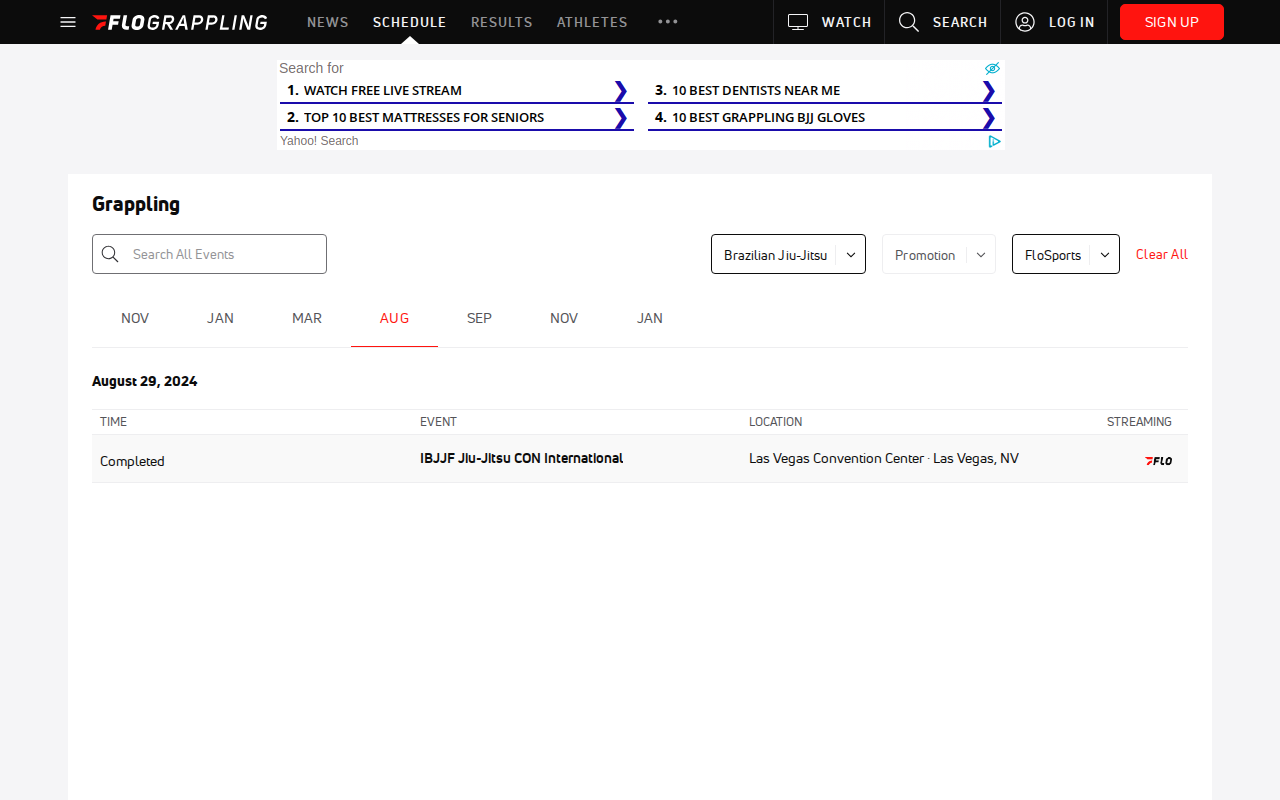 FLOGRAPPLING NEWS SCHEDULE RESULTS ATHLETES WATCH SEARCH LOG IN SIGN UP
Search for
1. WATCH FREE LIVE STREAM
2. TOP 10 BEST MATTRESSES FOR SENIORS
3. 10 BEST DENTISTS NEAR ME
4. 10 BEST GRAPPLING BJJ GLOVES
Yahoo! Search
Grappling
Search All Events Brazilian Jiu-Jitsu Promotion FloSports Clear All
NOV JAN MAR AUG SEP NOV JAN
August 29, 2024
TIME EVENT LOCATION STREAMING
Completed IBJJF Jiu-Jitsu CON International Las Vegas Convention Center · Las Vegas, NV FLO